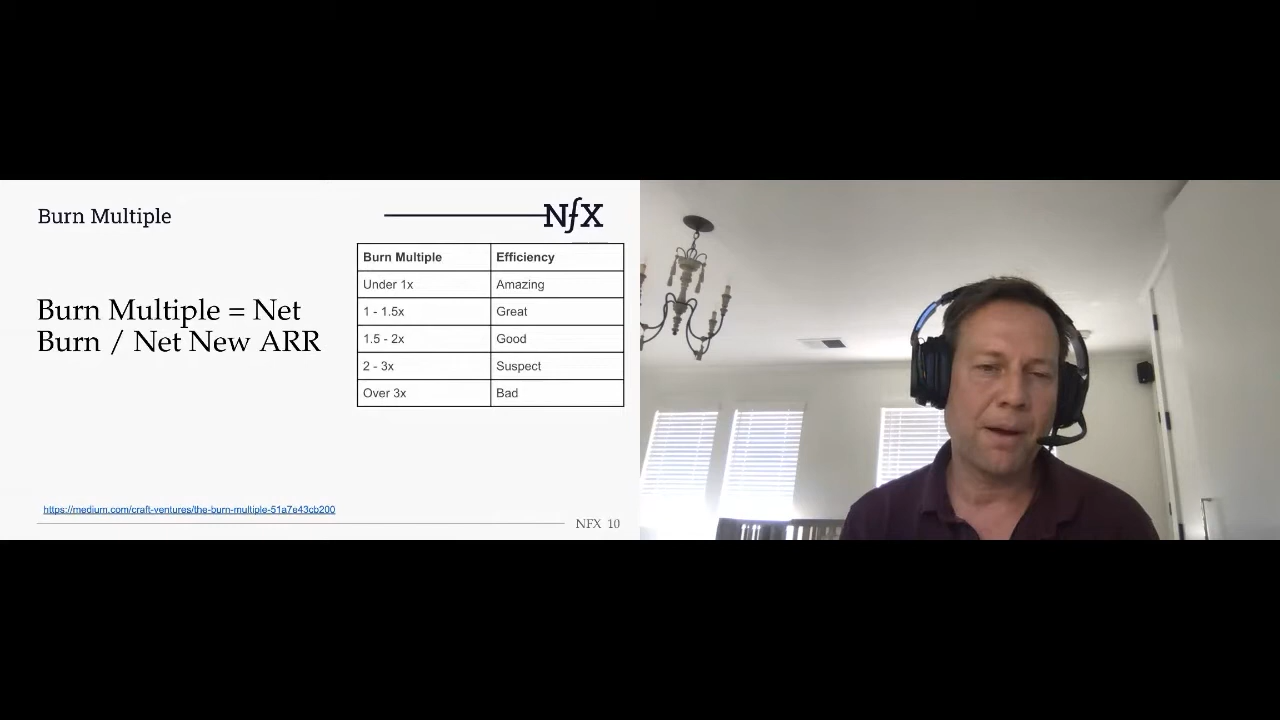 Burn Multiple
NfX
Burn Multiple = Net
Burn / Net New ARR
Burn Multiple Efficiency
Under 1x Amazing
1 - 1.5x Great
1.5 - 2x Good
2 - 3x Suspect
Over 3x Bad
https://medium.com/craft-ventures/the-burn-multiple-51a7e43cb200
NFX 10